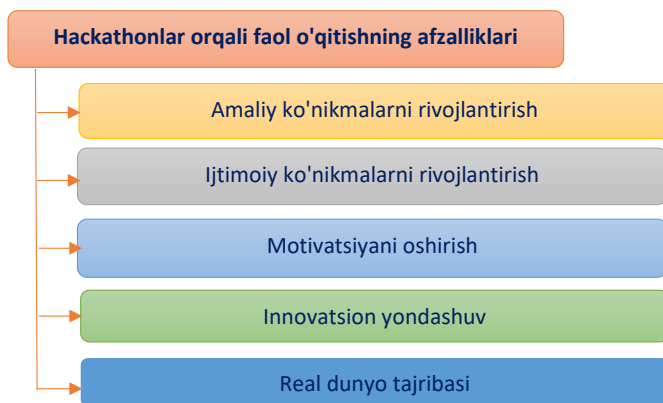 Hackathonlar orqali faol o'qitishning afzalliklari
Amaliy ko'nikmalarni rivojlantirish
Ijtimoiy ko'nikmalarni rivojlantirish
Motivatsiyani oshirish
Innovatsion yondashuv
Real dunyo tajribasi